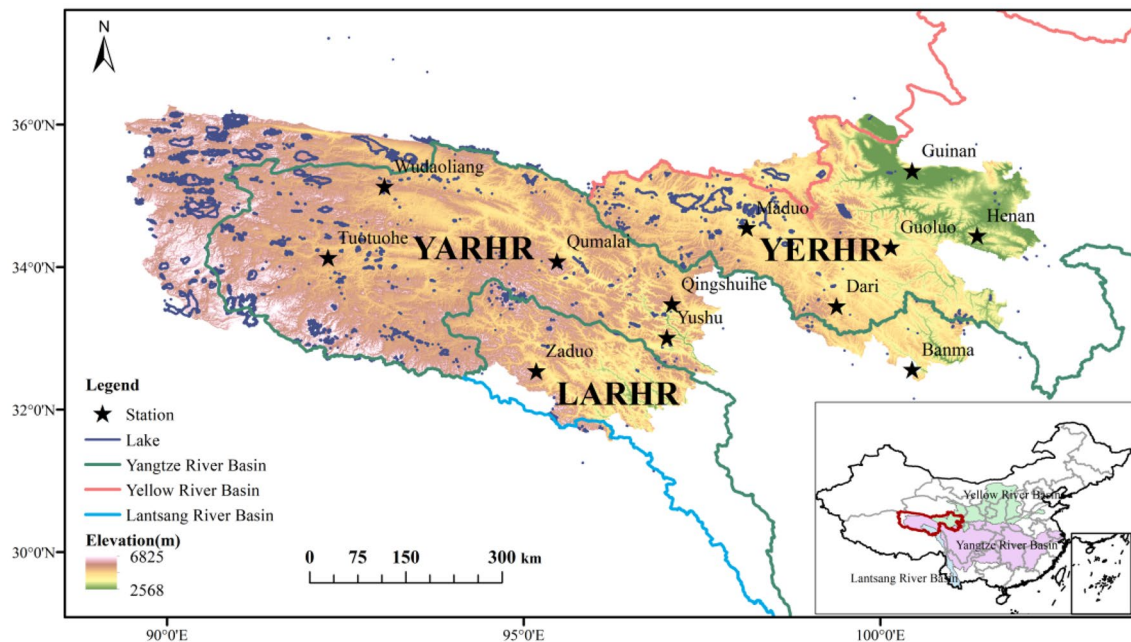 N
36°0'N
34°0'N
32°0'N
30°0'N
90°0'E
95°0'E
100°0'E
Wudaoliang
Tuotuohe
YARHR
Qumalai
Qingshuihe
Yushu
Zaduo
LARHR
Maduo
YERHR
Guoluo
Guinan
Henan
Dari
Banma
Legend
Station
Lake
Yangtze River Basin
Yellow River Basin
Lantsang River Basin
Elevation(m)
6825
2568
0 75 150 300 km
Yellow River Basin
Yangtze River Basin
Lantsang River Basin